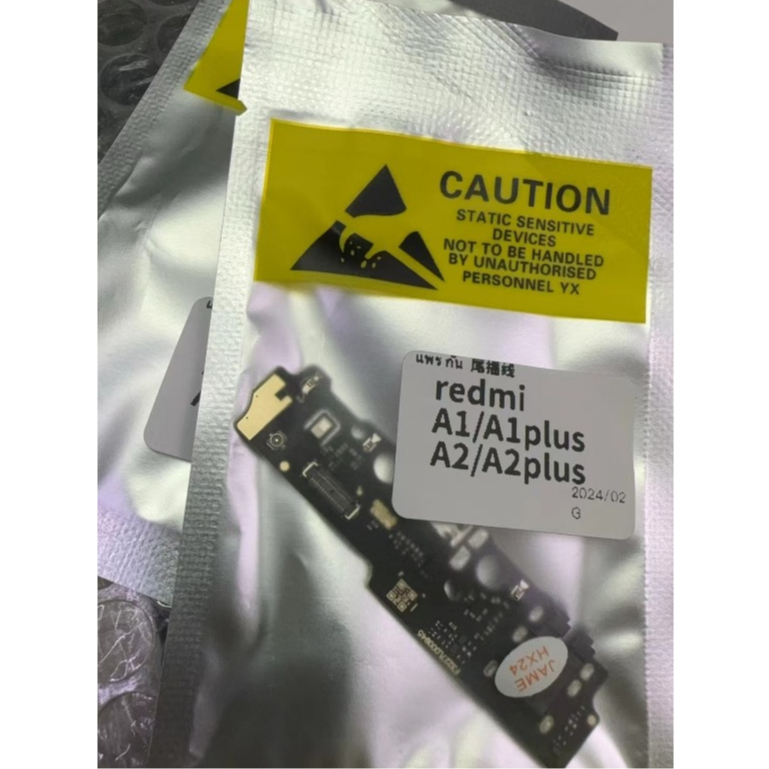 CAUTION
STATIC SENSITIVE
DEVICES
NOT TO BE HANDLED
BY UNAUTHORISED
PERSONNEL YX
แพรกัน 尾插线
redmi
A1/A1plus
A2/A2plus
2024/02
G
JAME
HX24